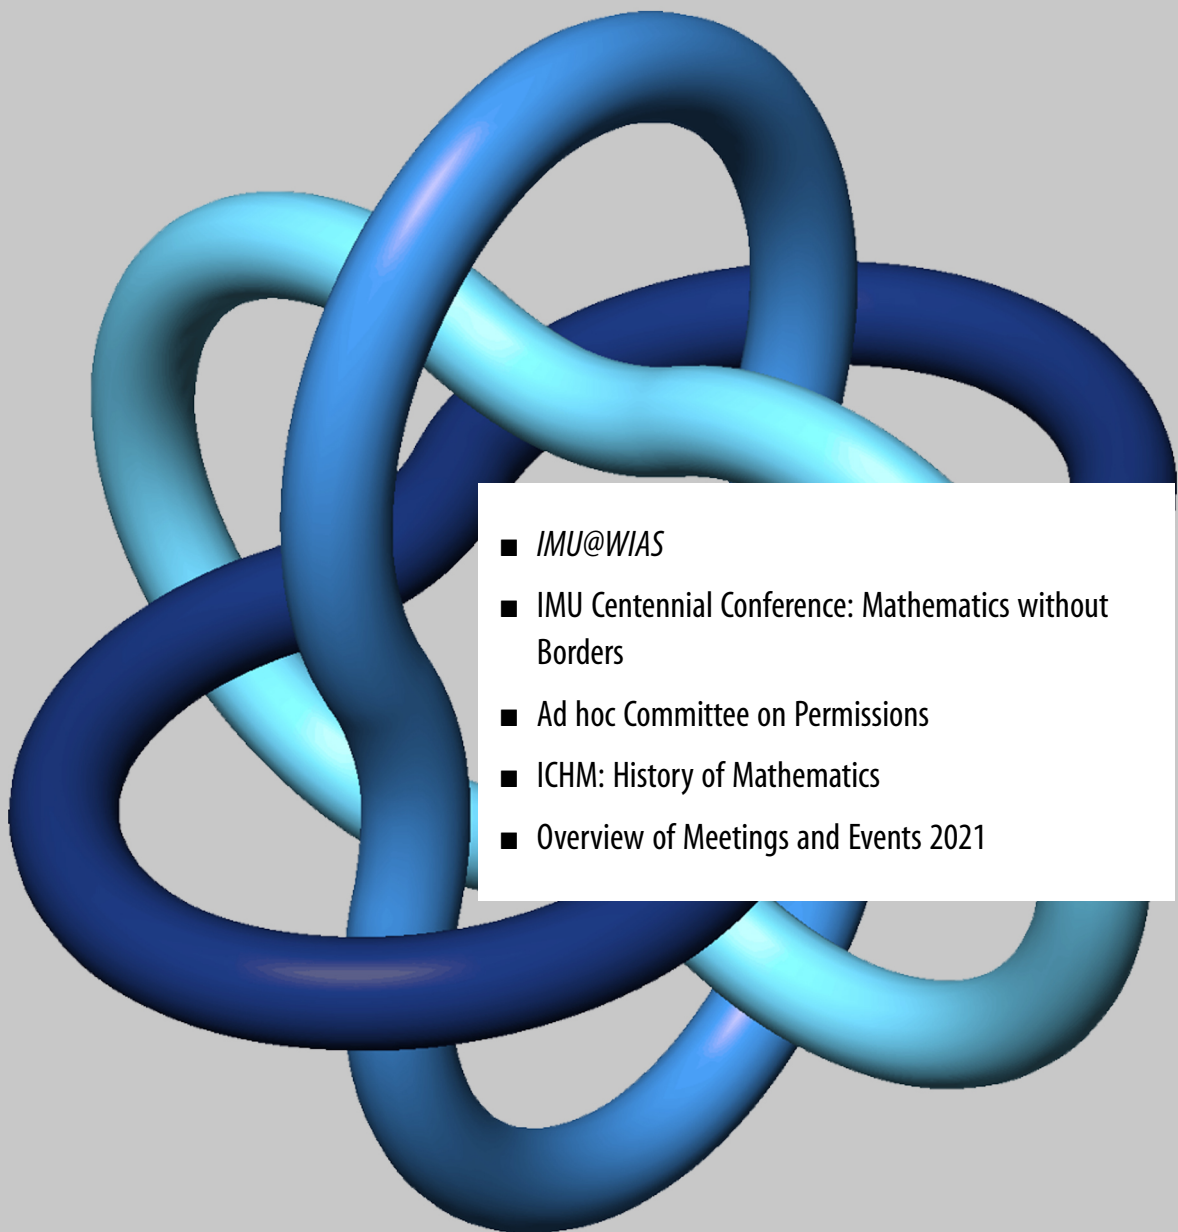 ■ IMU@WIAS
■ IMU Centennial Conference: Mathematics without
Borders
■ Ad hoc Committee on Permissions
■ ICHM: History of Mathematics
■ Overview of Meetings and Events 2021